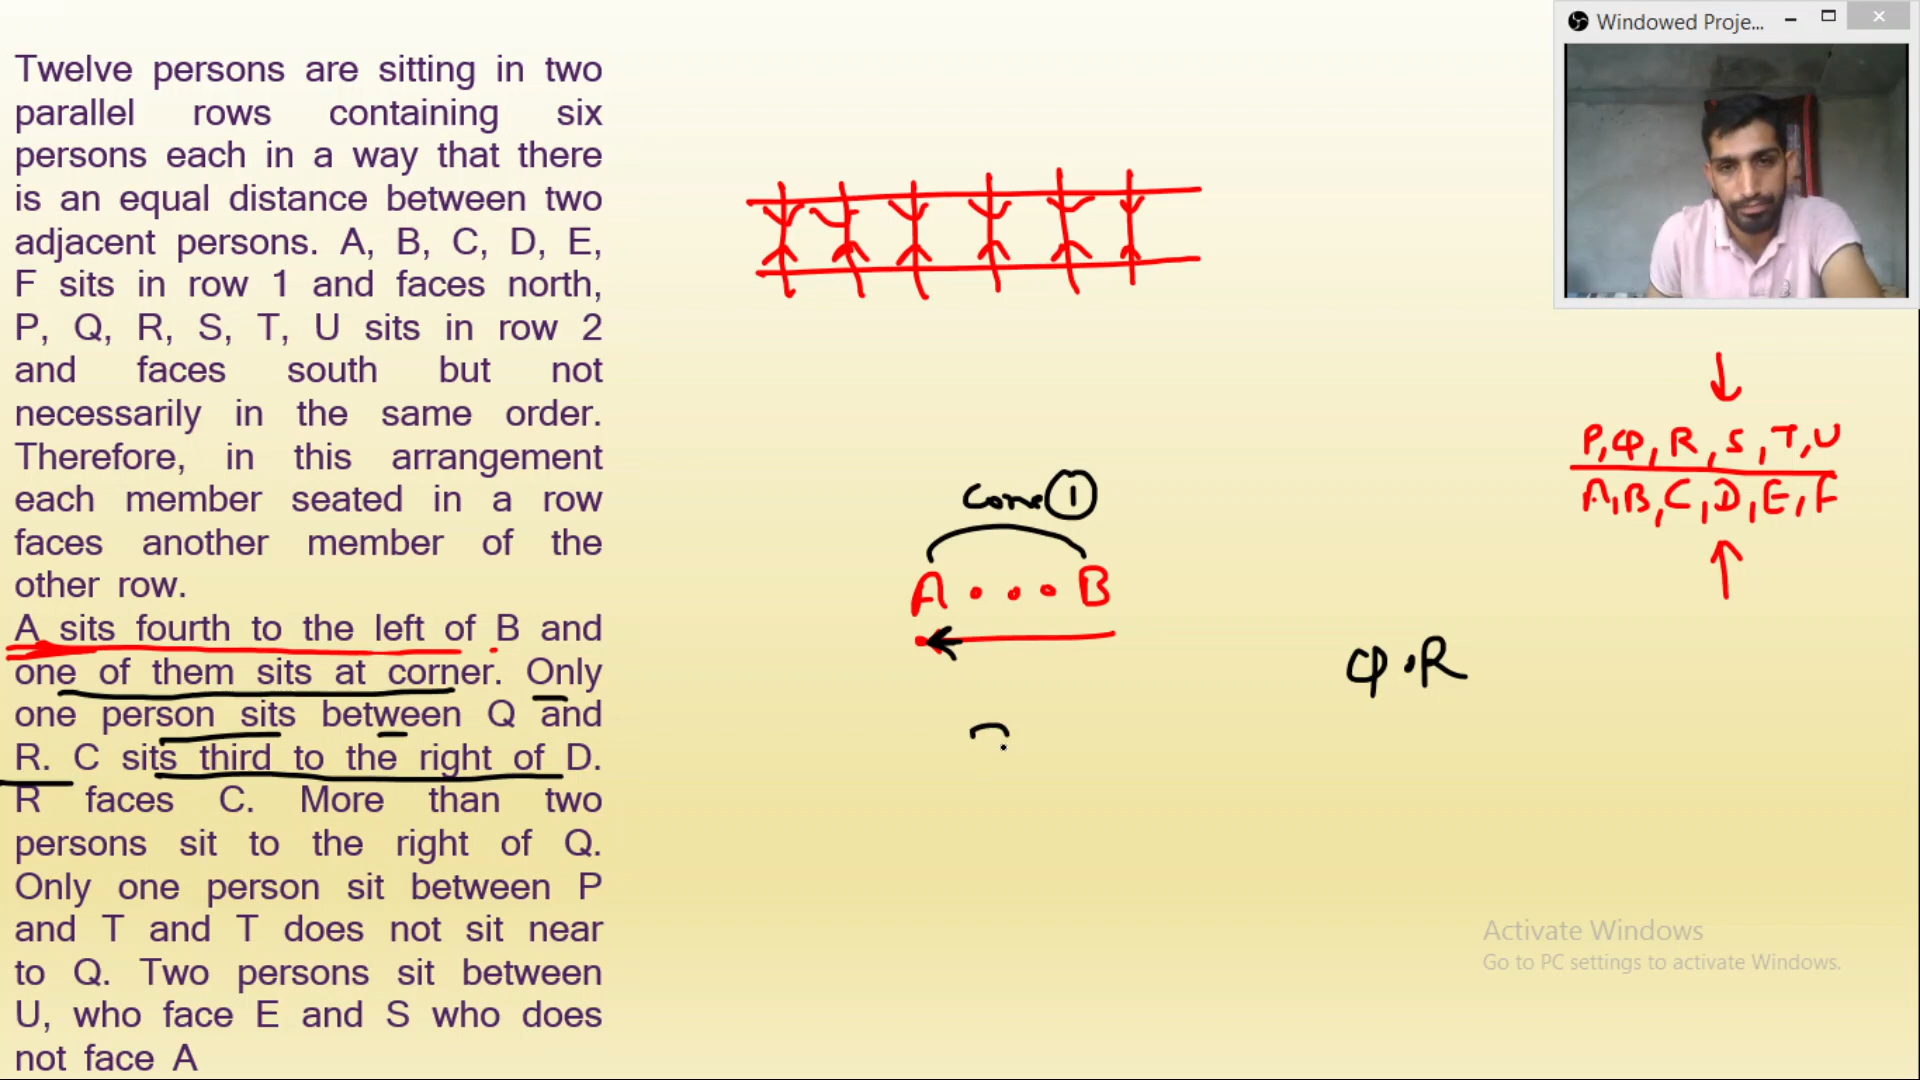 Windowed Proje...
Twelve persons are sitting in two
parallel rows containing six
persons each in a way that there
is an equal distance between two
adjacent persons. A, B, C, D, E,
F sits in row 1 and faces north,
P, Q, R, S, T, U sits in row 2
and faces south but not
necessarily in the same order.
Therefore, in this arrangement
each member seated in a row
faces another member of the
other row.
A sits fourth to the left of B and
one of them sits at corner. Only
one person sits between Q and
R. C sits third to the right of D.
R faces C. More than two
persons sit to the right of Q.
Only one person sit between P
and T and T does not sit near
to Q. Two persons sit between
U, who face E and S who does
not face A
P, Q, R, S, T, U
A, B, C, D, E, F
1
A . . . B
Q . R
Activate Windows
Go to PC settings to activate Windows.